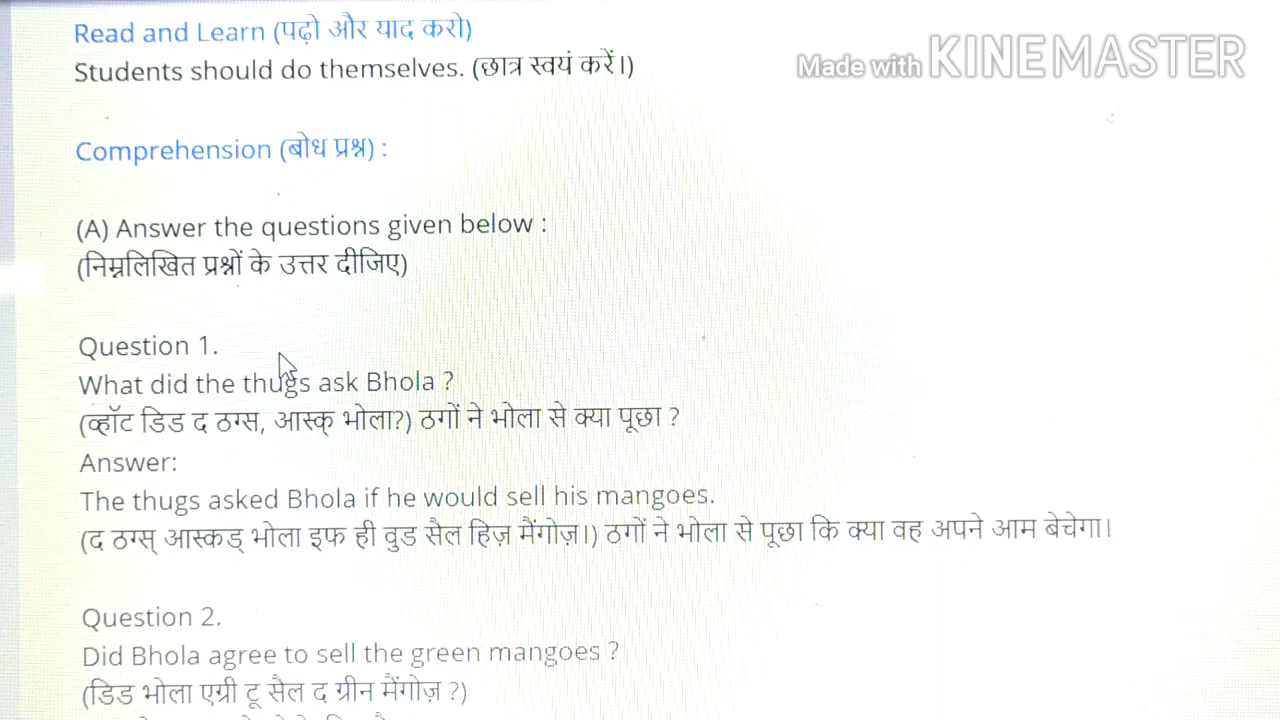 Read and Learn (पढ़ो और याद करो)
Made with KINEMASTER
Students should do themselves. (छात्र स्वयं करें।)
Comprehension (बोध प्रश्न) :
(A) Answer the questions given below :
(निम्नलिखित प्रश्नों के उत्तर दीजिए)
Question 1.
What did the thugs ask Bhola ?
(व्हॉट डिड द ठग्स, आस्क् भोला?) ठगों ने भोला से क्या पूछा ?
Answer:
The thugs asked Bhola if he would sell his mangoes.
(द ठग्स् आस्कड् भोला इफ ही वुड सैल हिज़ मैंगोज़।) ठगों ने भोला से पूछा कि क्या वह अपने आम बेचेगा।
Question 2.
Did Bhola agree to sell the green mangoes ?
(डिड भोला एग्री टू सैल द ग्रीन मैंगोज़ ?)